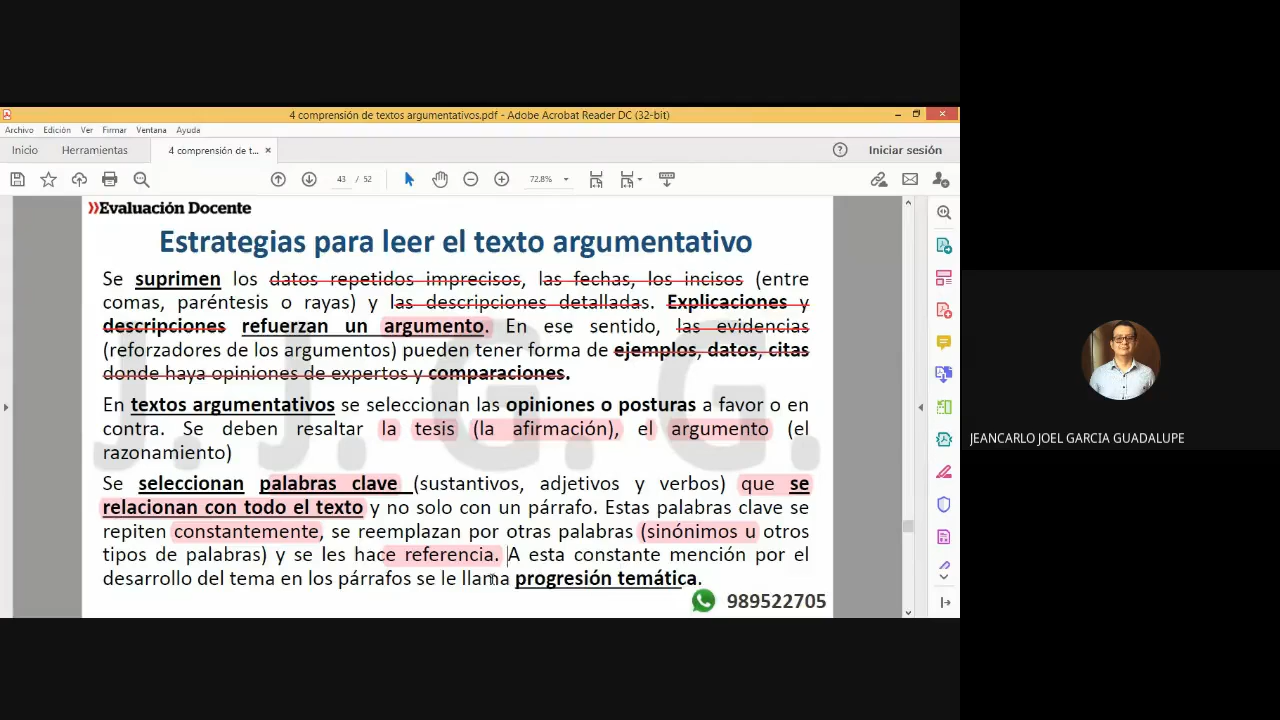 4 comprensión de textos argumentativos.pdf - Adobe Acrobat Reader DC (32-bit)
Archivo Edición Ver Firmar Ventana Ayuda
Inicio Herramientas 4 comprensión de t... × Iniciar sesión
43 / 52 72.8%
»Evaluación Docente
Estrategias para leer el texto argumentativo
Se suprimen los datos repetidos imprecisos, las fechas, los incisos (entre
comas, paréntesis o rayas) y las descripciones detalladas. Explicaciones y
descripciones refuerzan un argumento. En ese sentido, las evidencias
(reforzadores de los argumentos) pueden tener forma de ejemplos, datos, citas
donde haya opiniones de expertos y comparaciones.
En textos argumentativos se seleccionan las opiniones o posturas a favor o en
contra. Se deben resaltar la tesis (la afirmación), el argumento (el
razonamiento)
Se seleccionan palabras clave (sustantivos, adjetivos y verbos) que se
relacionan con todo el texto y no solo con un párrafo. Estas palabras clave se
repiten constantemente, se reemplazan por otras palabras (sinónimos u otros
tipos de palabras) y se les hace referencia. A esta constante mención por el
desarrollo del tema en los párrafos se le llama progresión temática.
989522705
J. J. G. G.
JEANCARLO JOEL GARCIA GUADALUPE